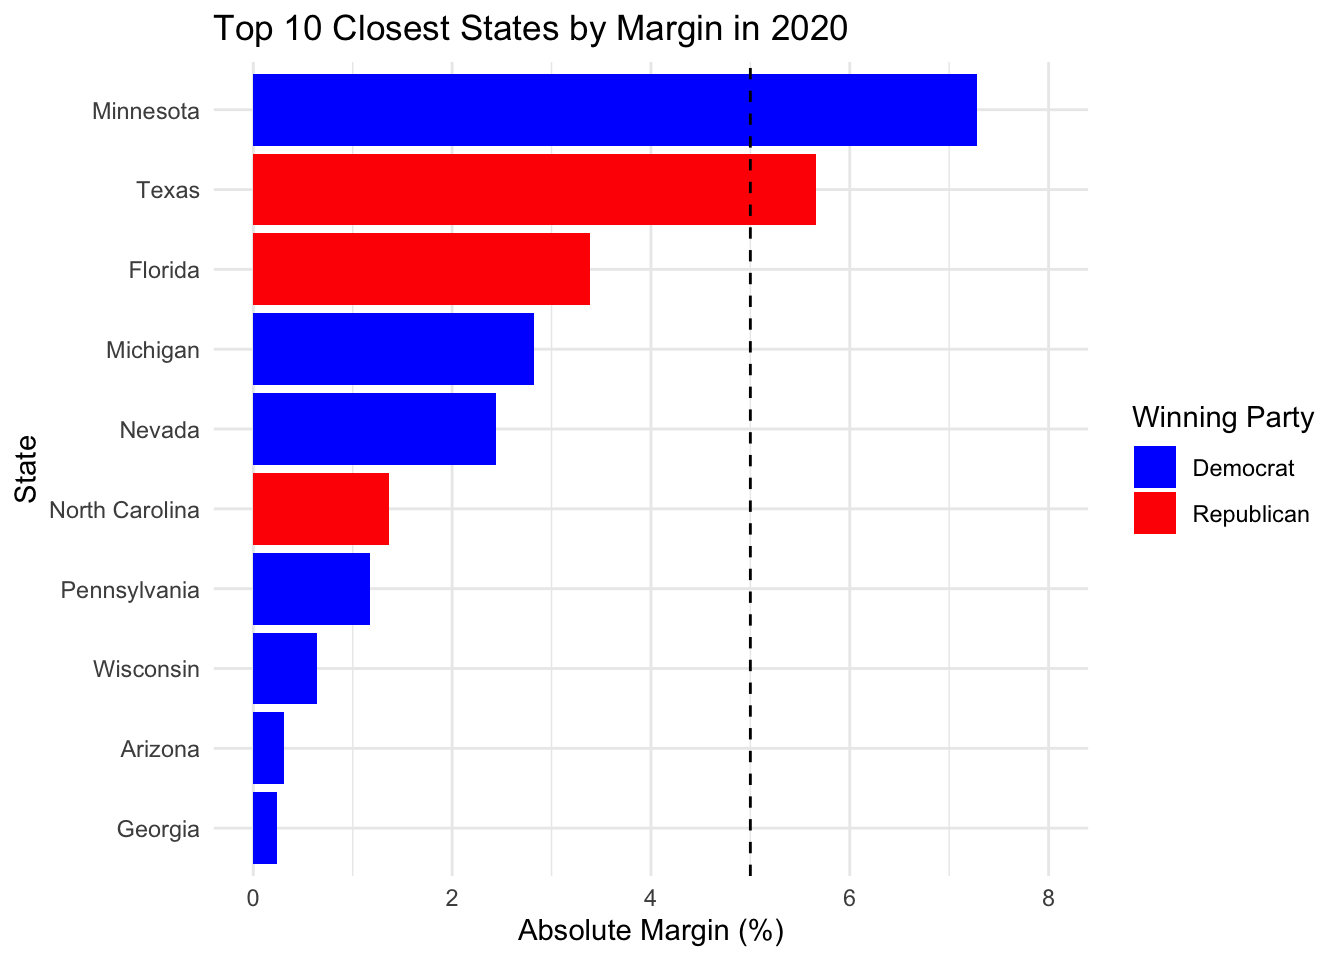 Top 10 Closest States by Margin in 2020
Minnesota
Texas
Florida
Michigan
Nevada
North Carolina
Pennsylvania
Wisconsin
Arizona
Georgia
State
0 2 4 6 8
Absolute Margin (%)
Winning Party
Democrat
Republican